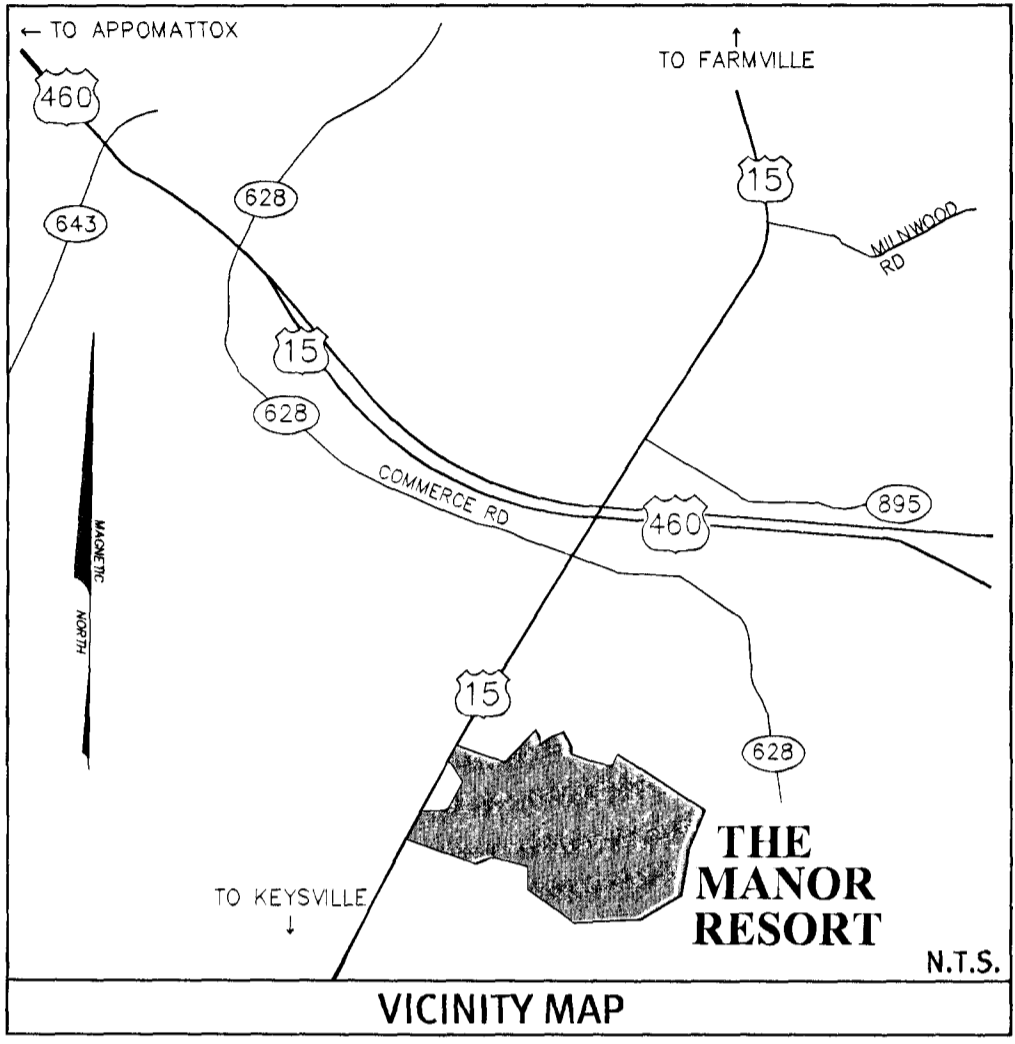 ← TO APPOMATTOX
↑
TO FARMVILLE
460
15
628
643
MILNWOOD
RD
15
628
COMMERCE RD
895
460
MAGNETIC
NORTH
15
628
THE
MANOR
RESORT
TO KEYSVILLE
↓
N.T.S.
VICINITY MAP